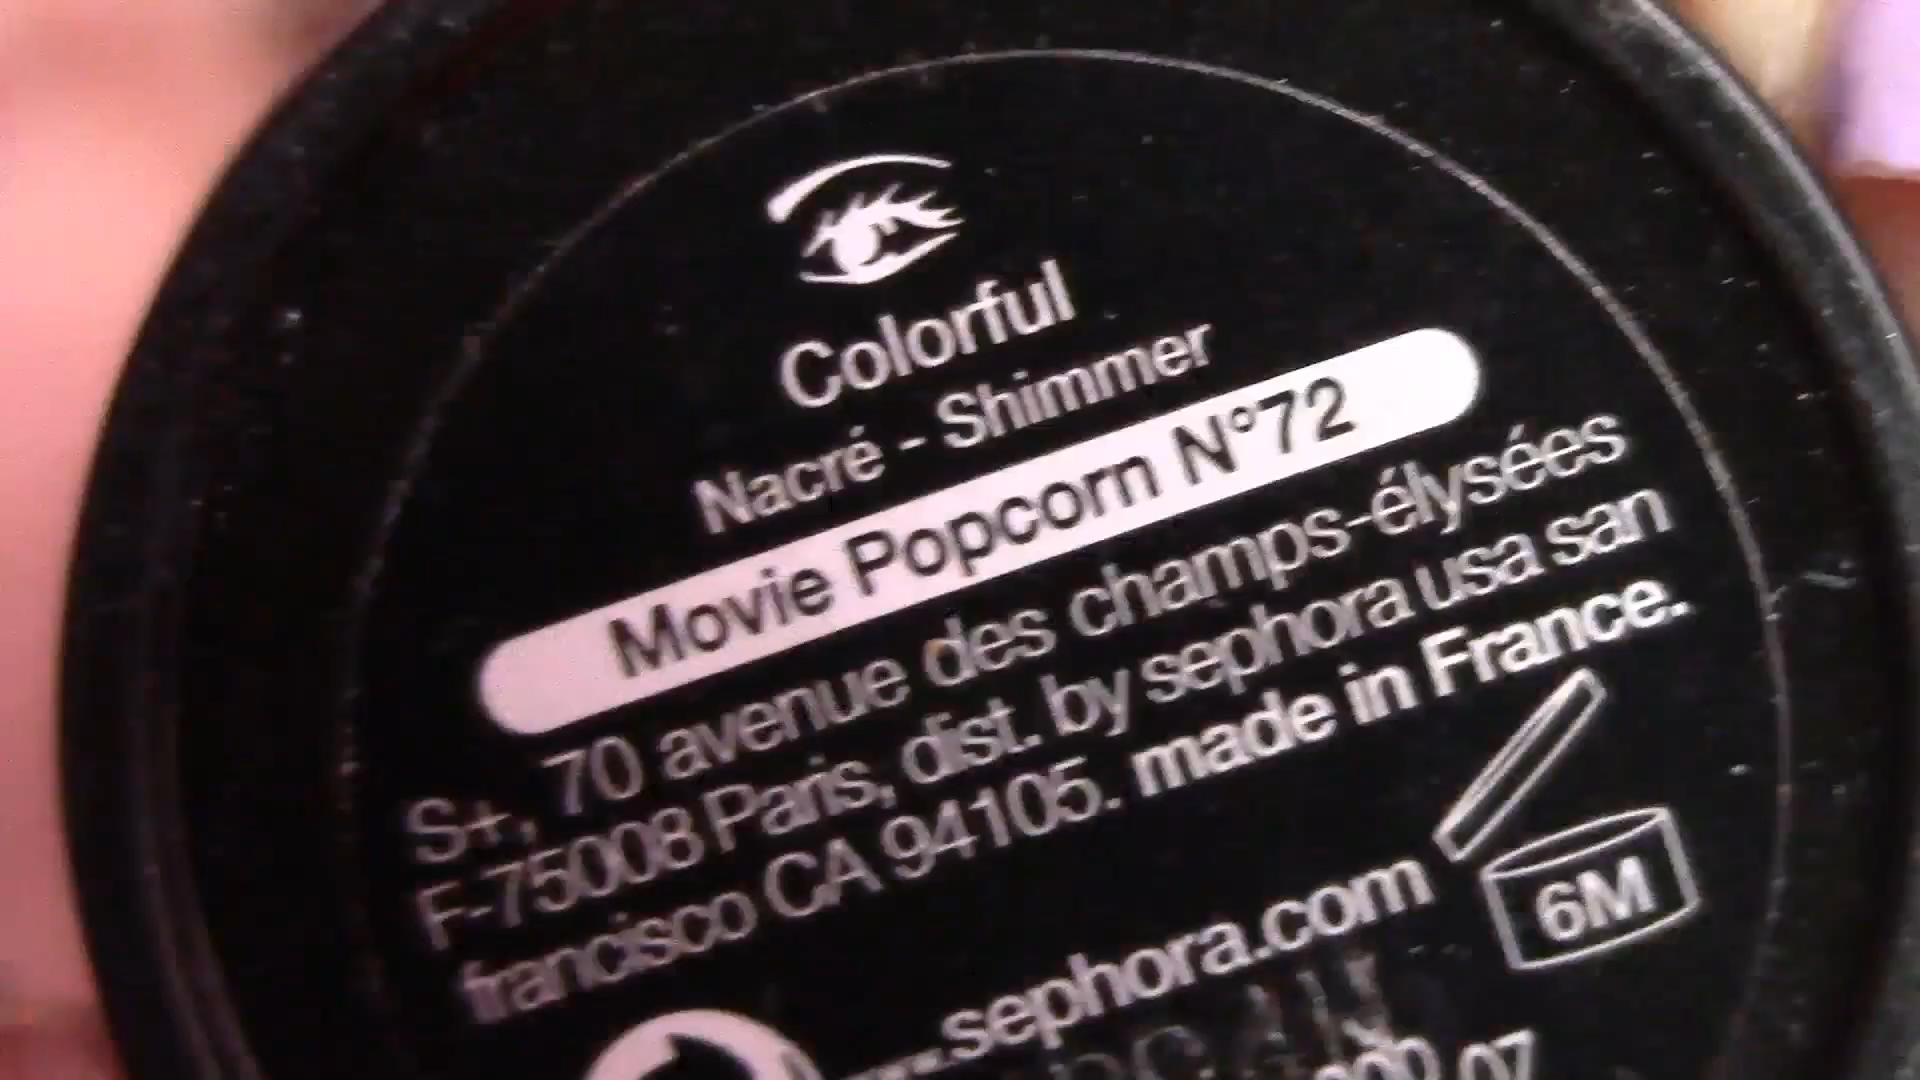 Colorful
Nacré - Shimmer
Movie Popcorn N°72
S+, 70 avenue des champs-élysées
F-75008 Paris, dist. by sephora usa san
francisco CA 94105. made in France.
6M
.sephora.com
07